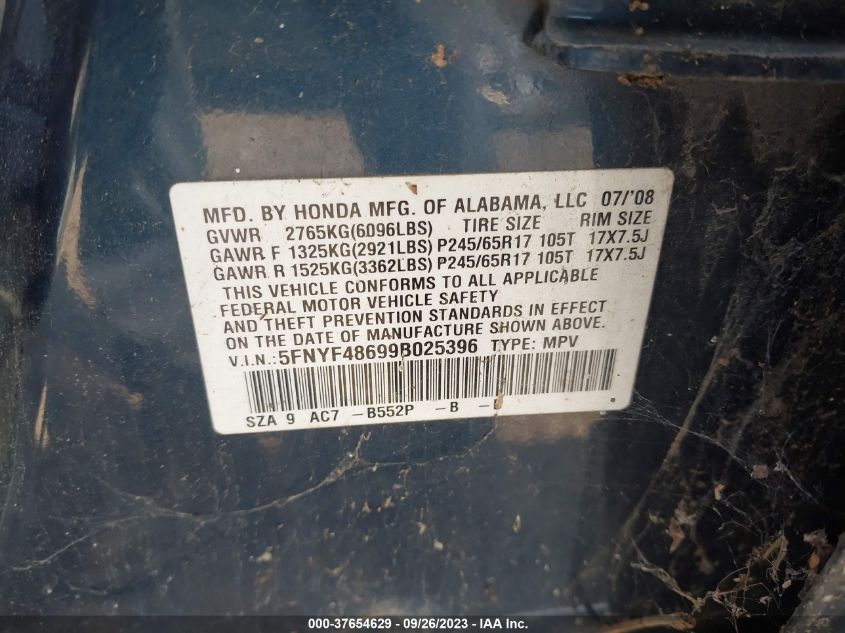 MFD. BY HONDA MFG. OF ALABAMA, LLC 07/'08
GVWR 2765KG(6096LBS) TIRE SIZE RIM SIZE
GAWR F 1325KG(2921LBS) P245/65R17 105T 17X7.5J
GAWR R 1525KG(3362LBS) P245/65R17 105T 17X7.5J
THIS VEHICLE CONFORMS TO ALL APPLICABLE
FEDERAL MOTOR VEHICLE SAFETY
AND THEFT PREVENTION STANDARDS IN EFFECT
ON THE DATE OF MANUFACTURE SHOWN ABOVE.
V.I.N.: 5FNYF48699B025396 TYPE: MPV
SZA 9 AC7 -B552P -B -
000-37654629 - 09/26/2023 - IAA Inc.